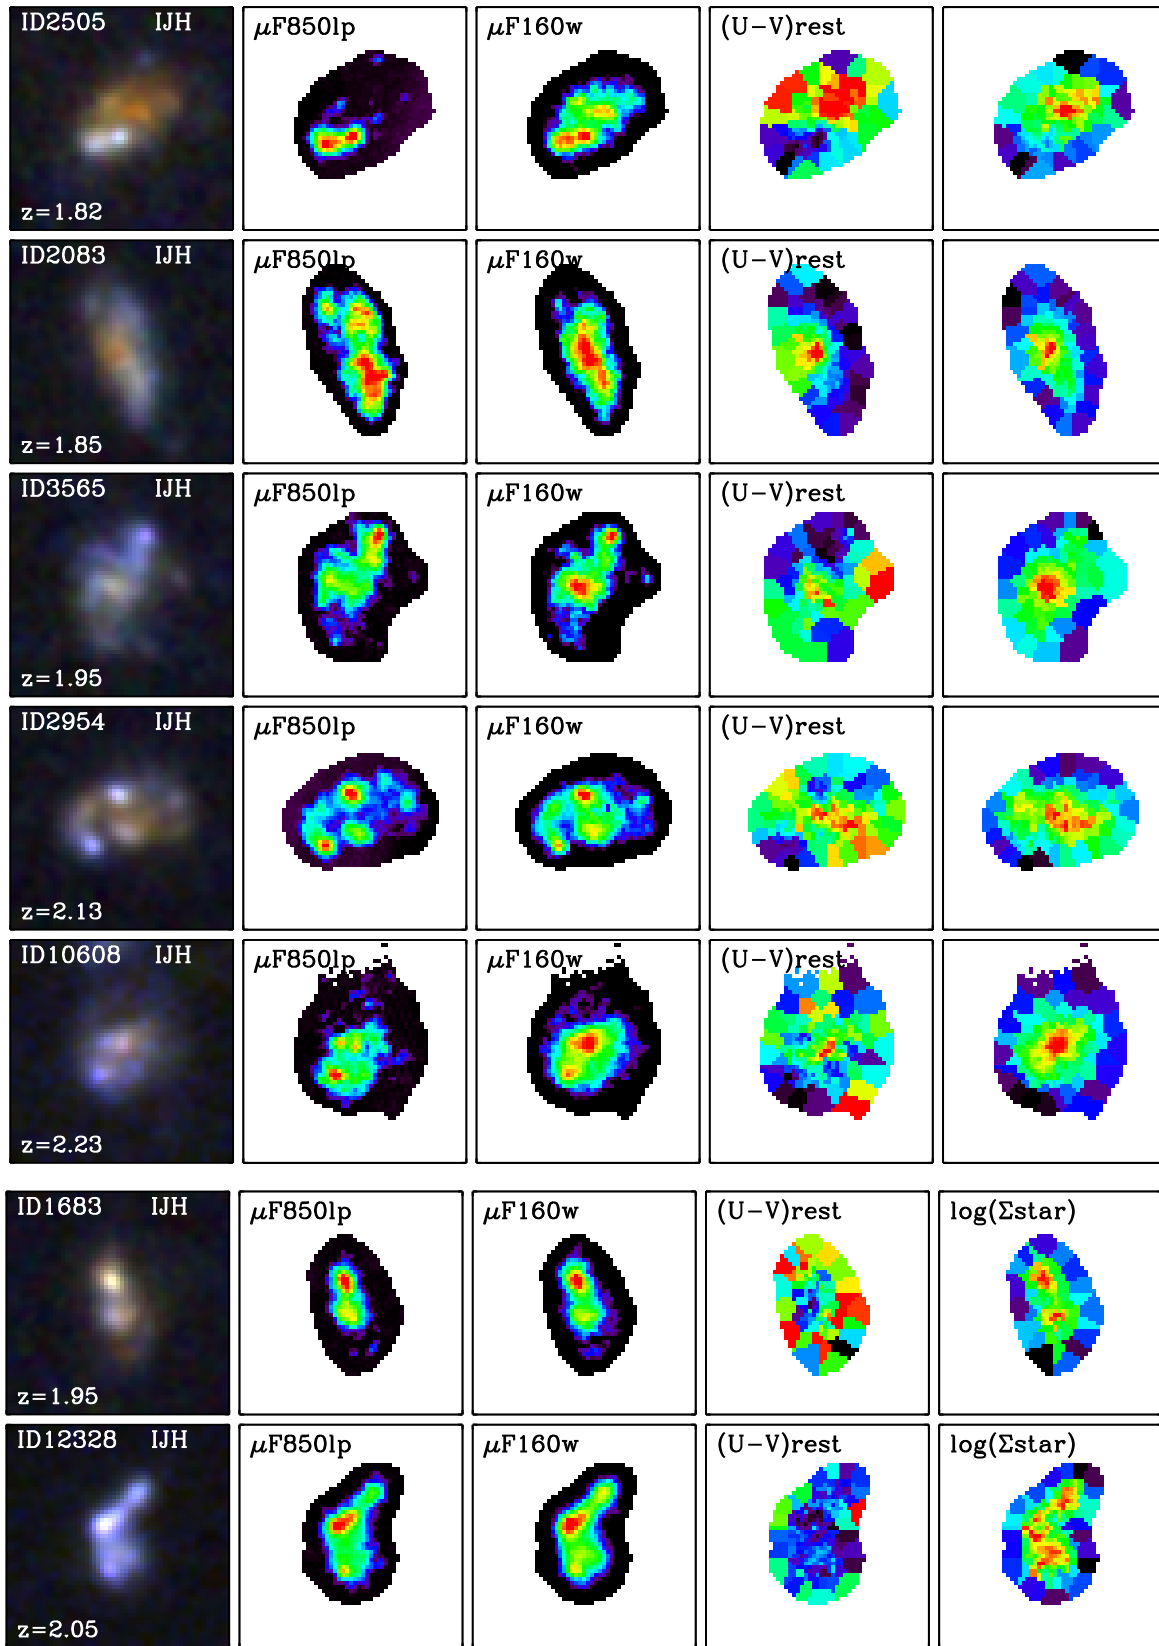 ID2505 IJH μF850lp μF160w (U−V)rest
z=1.82
ID2083 IJH μF850lp μF160w (U−V)rest
z=1.85
ID3565 IJH μF850lp μF160w (U−V)rest
z=1.95
ID2954 IJH μF850lp μF160w (U−V)rest
z=2.13
ID10608 IJH μF850lp μF160w (U−V)rest
z=2.23
ID1683 IJH μF850lp μF160w (U−V)rest log(Σstar)
z=1.95
ID12328 IJH μF850lp μF160w (U−V)rest log(Σstar)
z=2.05